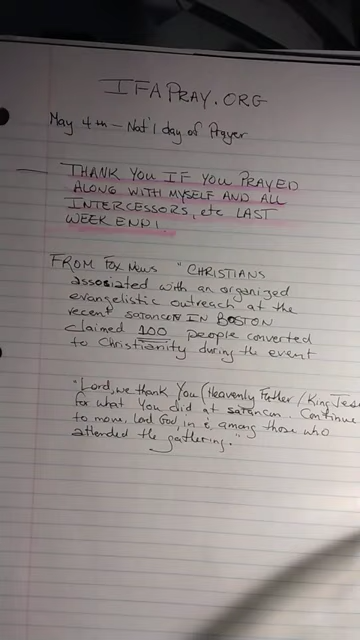 IFAPRAY.ORG
May 4th - Nat'l day of Prayer
THANK YOU IF YOU PRAYED
ALONG WITH MYSELF AND ALL
INTERCESSORS, etc LAST
WEEKEND!
FROM Fox News "CHRISTIANS
associated with an organized
evangelistic outreach at the
recent satancon IN BOSTON
claimed 100 people converted
to Christianity during the event
"Lord, we thank You (Heavenly Father / King Jesu
for what You did at satancon. Continue
to move, Lord God, in & among those who
attended the gathering."